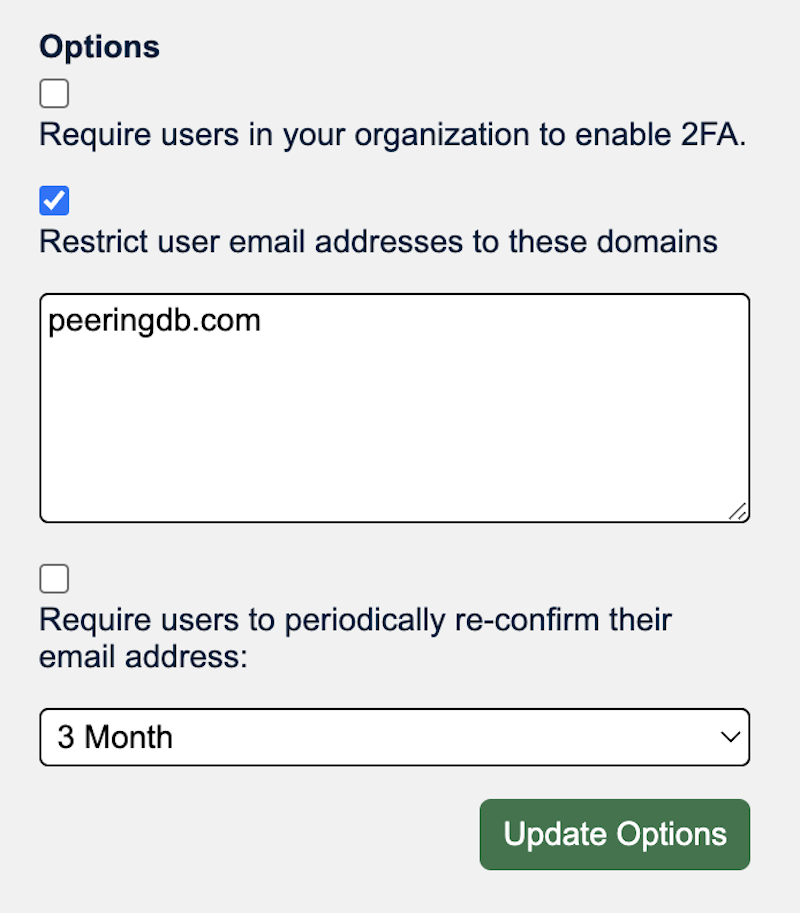 Options
Require users in your organization to enable 2FA.
Restrict user email addresses to these domains
peeringdb.com
Require users to periodically re-confirm their
email address:
3 Month
Update Options